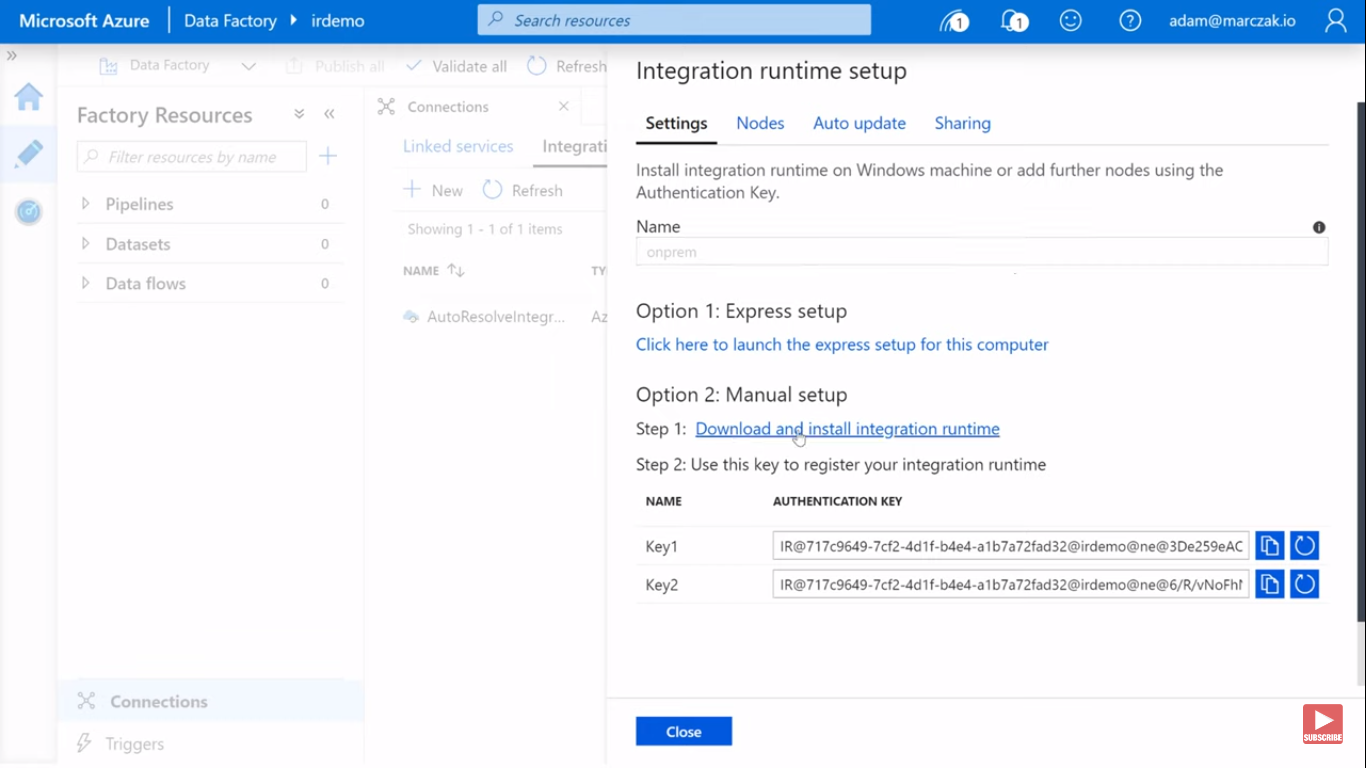 Microsoft Azure
Data Factory
irdemo
Search resources
1
1
adam@marczak.io
Data Factory
Publish all
Validate all
Refresh
Factory Resources
Filter resources by name
Pipelines 0
Datasets 0
Data flows 0
Connections
Triggers
Connections
Linked services
Integrati
New
Refresh
Showing 1 - 1 of 1 items
NAME
TY
AutoResolveIntegr...
Az
Integration runtime setup
Settings Nodes Auto update Sharing
Install integration runtime on Windows machine or add further nodes using the
Authentication Key.
Name
onprem
Option 1: Express setup
Click here to launch the express setup for this computer
Option 2: Manual setup
Step 1: Download and install integration runtime
Step 2: Use this key to register your integration runtime
NAME AUTHENTICATION KEY
Key1 IR@717c9649-7cf2-4d1f-b4e4-a1b7a72fad32@irdemo@ne@3De259eAC
Key2 IR@717c9649-7cf2-4d1f-b4e4-a1b7a72fad32@irdemo@ne@6/R/vNoFh
Close
SUBSCRIBE